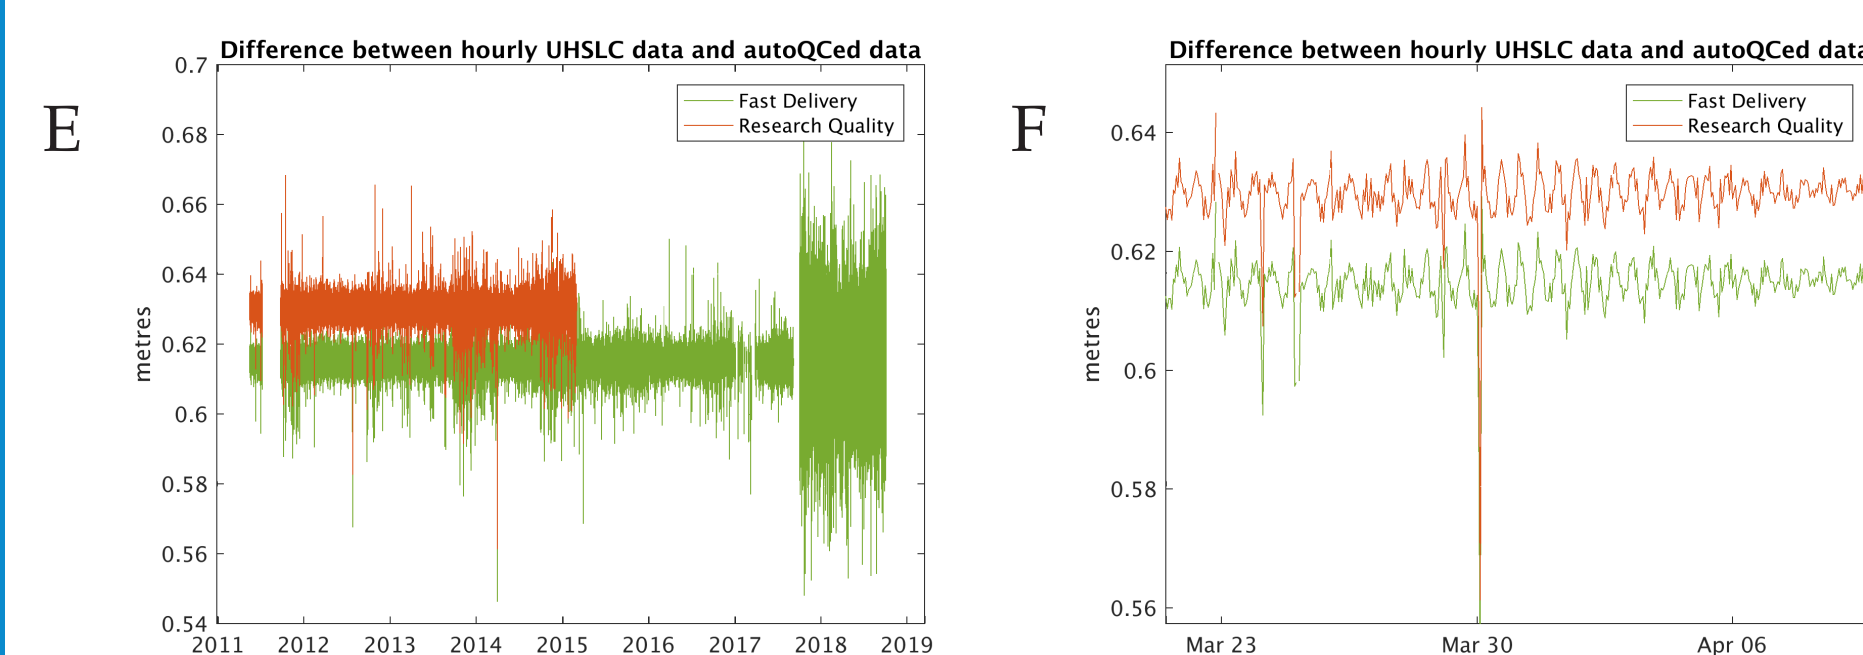 E
Difference between hourly UHSLC data and autoQCed data
Fast Delivery
Research Quality
metres
0.7
0.68
0.66
0.64
0.62
0.6
0.58
0.56
0.54
2011 2012 2013 2014 2015 2016 2017 2018 2019
F
Difference between hourly UHSLC data and autoQCed data
Fast Delivery
Research Quality
metres
0.64
0.62
0.6
0.58
0.56
Mar 23 Mar 30 Apr 06